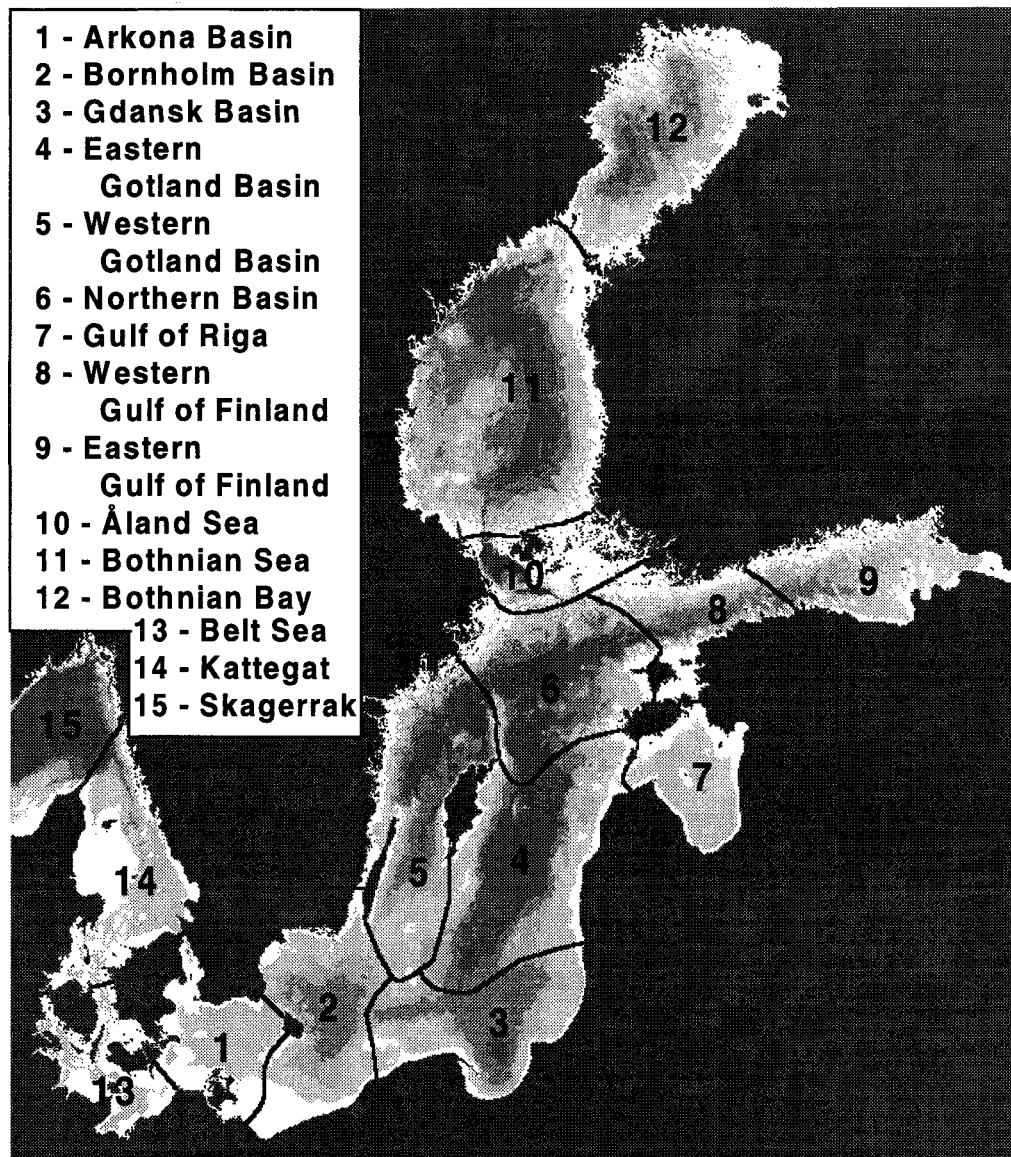 1 - Arkona Basin
2 - Bornholm Basin
3 - Gdansk Basin
4 - Eastern
Gotland Basin
5 - Western
Gotland Basin
6 - Northern Basin
7 - Gulf of Riga
8 - Western
Gulf of Finland
9 - Eastern
Gulf of Finland
10 - Åland Sea
11 - Bothnian Sea
12 - Bothnian Bay
13 - Belt Sea
14 - Kattegat
15 - Skagerrak
12
11
10
9
8
6
15
7
4
5
14
2
3
1
13